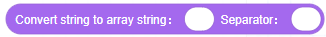 Convert string to array string： Separator：